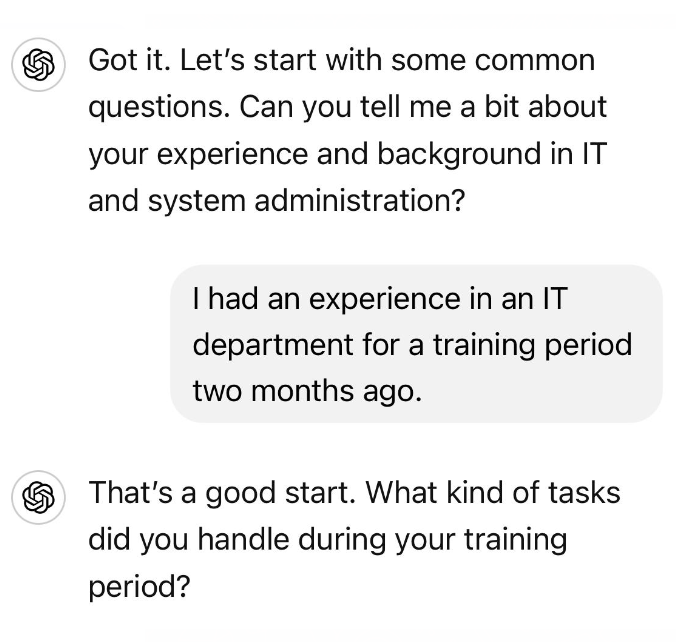 Got it. Let’s start with some common
questions. Can you tell me a bit about
your experience and background in IT
and system administration?
I had an experience in an IT
department for a training period
two months ago.
That’s a good start. What kind of tasks
did you handle during your training
period?